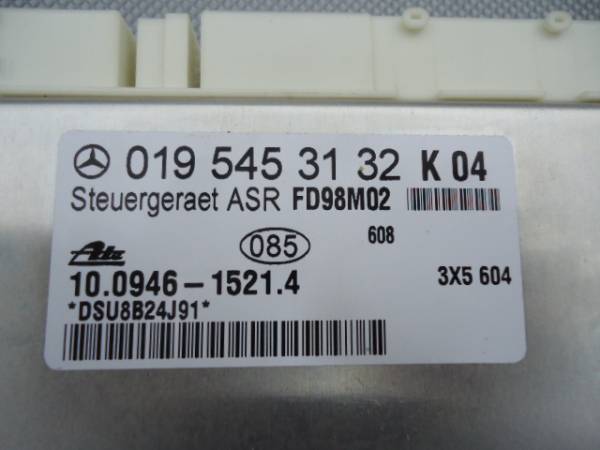 019 545 31 32 K 04
Steuergeraet ASR FD98M02
Ate 085 608
10.0946-1521.4 3X5 604
*DSU8B24J91*